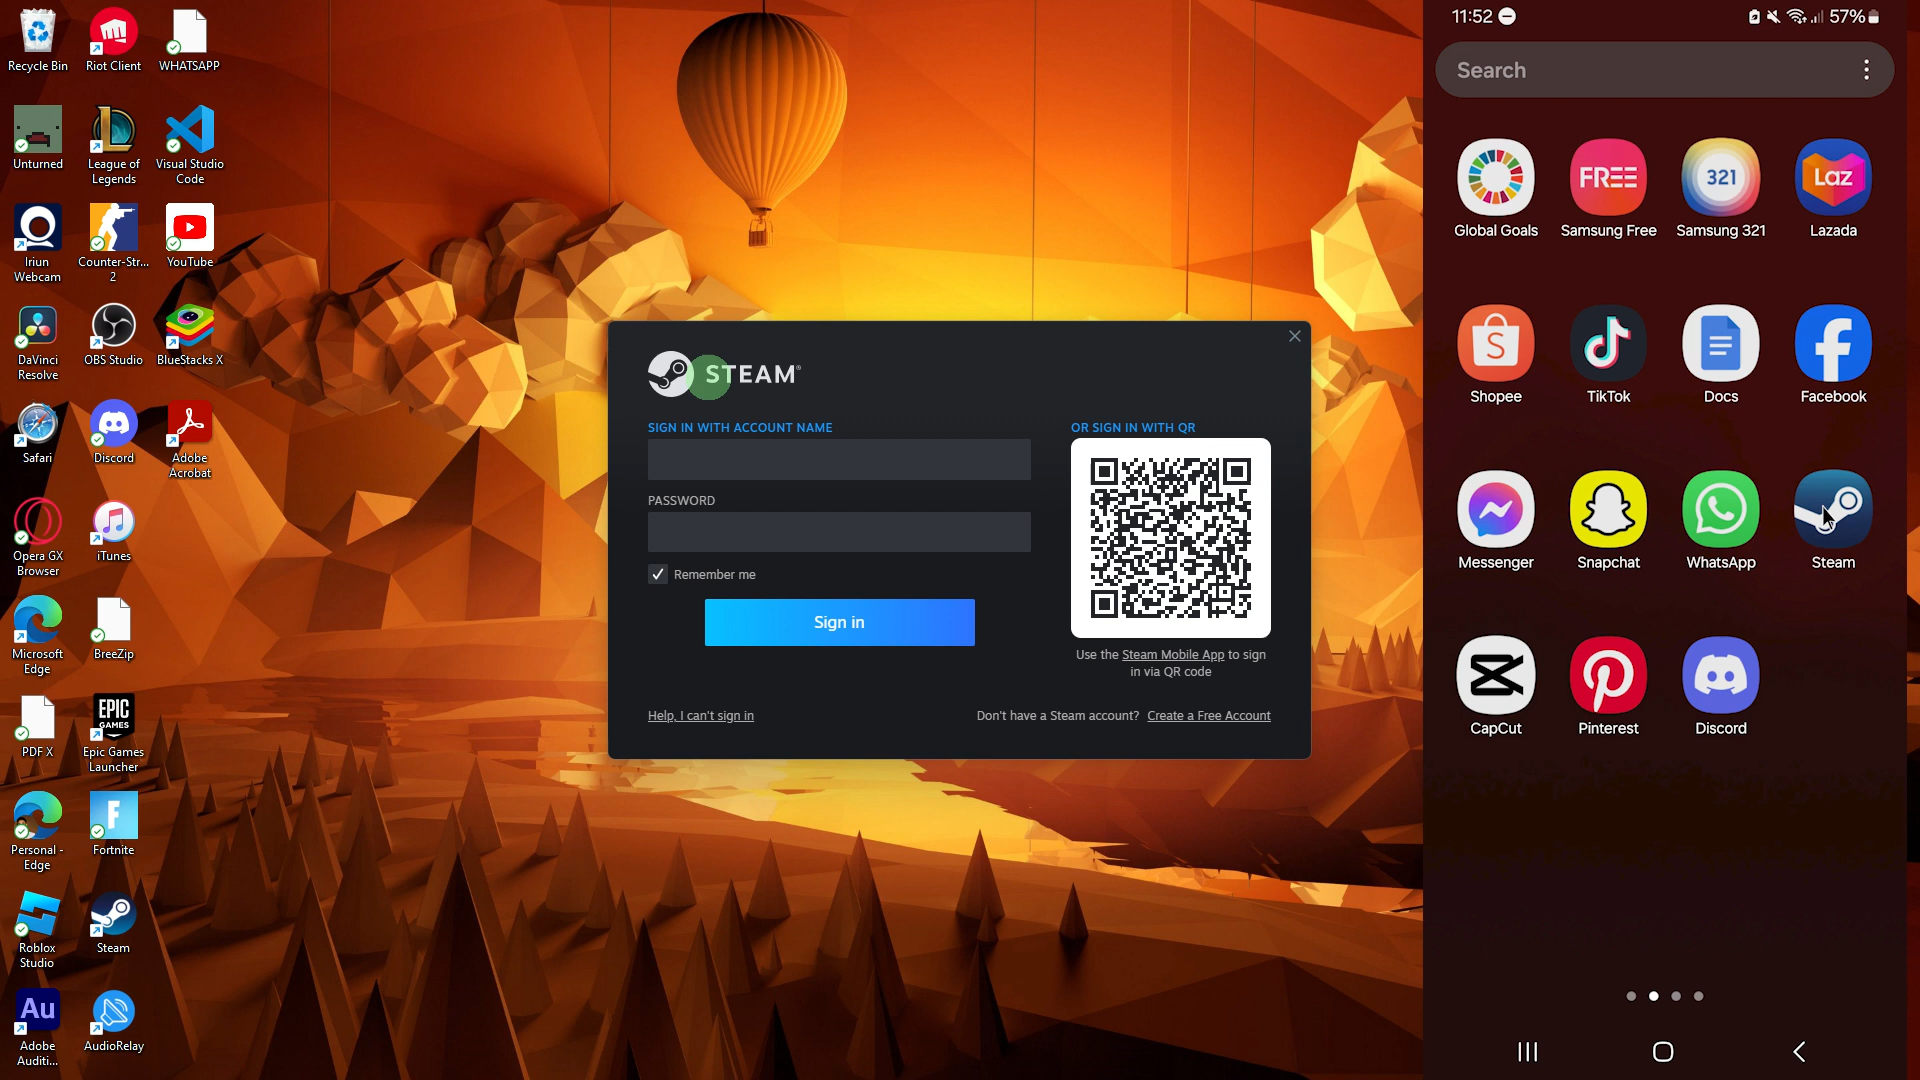 Recycle Bin
Riot Client
WHATSAPP
Unturned
League of
Legends
Visual Studio
Code
Iriun
Webcam
Counter-Str...
2
YouTube
DaVinci
Resolve
OBS Studio
BlueStacks X
Safari
Discord
Adobe
Acrobat
Opera GX
Browser
iTunes
Microsoft
Edge
BreeZip
PDF X
EPIC
GAMES
Epic Games
Launcher
Personal -
Edge
F
Fortnite
Roblox
Studio
Steam
Au
Adobe
Auditi...
AudioRelay
STEAM®
SIGN IN WITH ACCOUNT NAME
PASSWORD
Remember me
Sign in
OR SIGN IN WITH QR
Use the Steam Mobile App to sign
in via QR code
Help, I can't sign in
Don't have a Steam account? Create a Free Account
11:52
57%
Search
FREE
321
Laz
Global Goals
Samsung Free
Samsung 321
Lazada
S
Shopee
TikTok
Docs
Facebook
Messenger
Snapchat
WhatsApp
Steam
CapCut
Pinterest
Discord